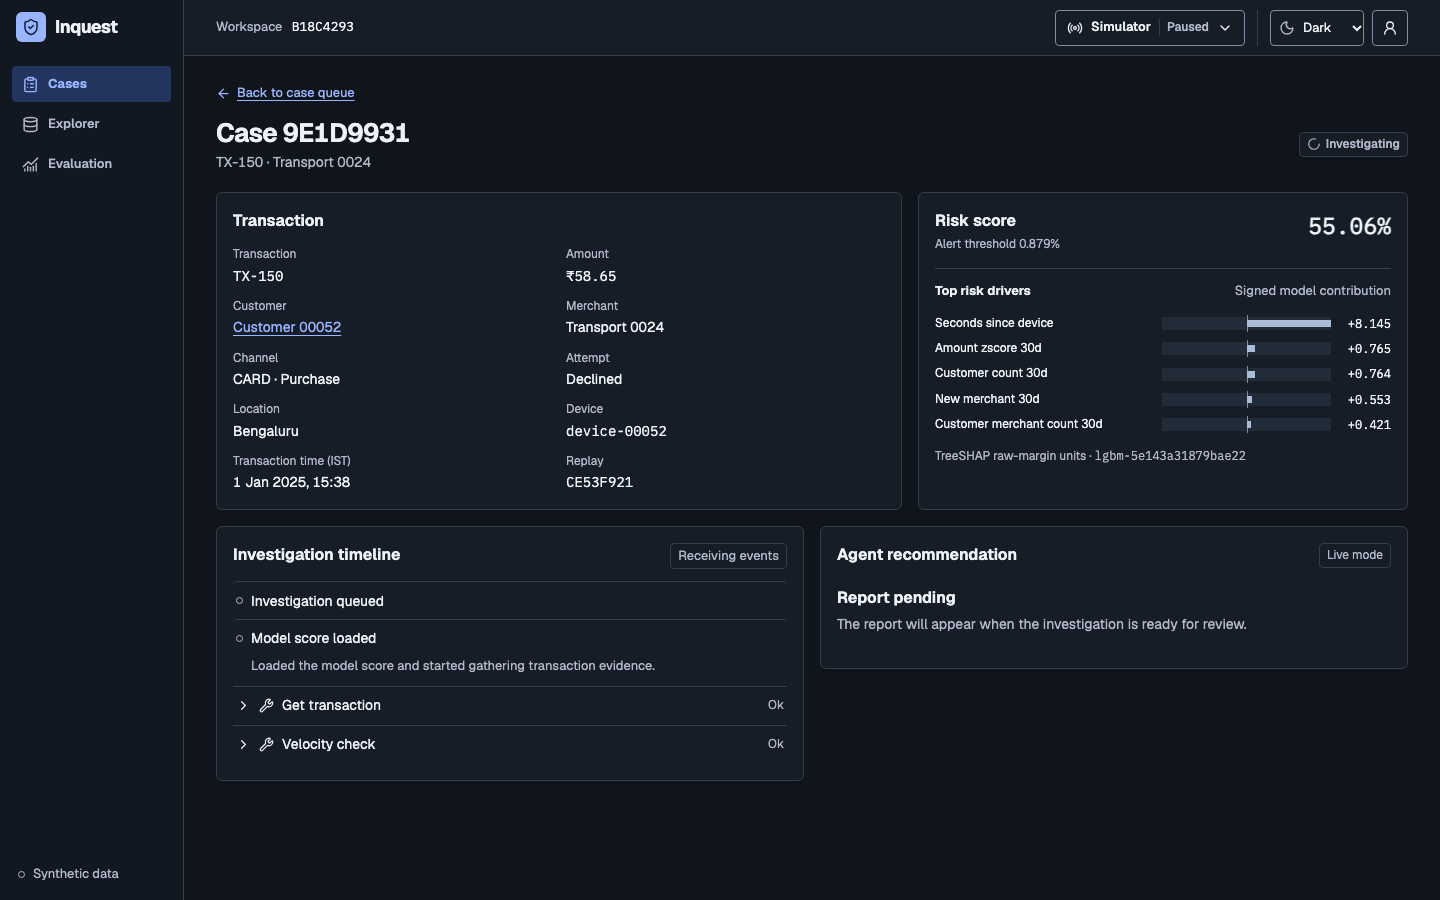 Inquest
Workspace B18C4293
Simulator Paused
Dark
Cases
Explorer
Evaluation
Back to case queue
Case 9E1D9931
TX-150 · Transport 0024
Investigating
Transaction
Transaction
TX-150
Amount
₹58.65
Customer
Customer 00052
Merchant
Transport 0024
Channel
CARD · Purchase
Attempt
Declined
Location
Bengaluru
Device
device-00052
Transaction time (IST)
1 Jan 2025, 15:38
Replay
CE53F921
Risk score
55.06%
Alert threshold 0.879%
Top risk drivers Signed model contribution
Seconds since device +8.145
Amount zscore 30d +0.765
Customer count 30d +0.764
New merchant 30d +0.553
Customer merchant count 30d +0.421
TreeSHAP raw-margin units · lgbm-5e143a31879bae22
Investigation timeline
Receiving events
Investigation queued
Model score loaded
Loaded the model score and started gathering transaction evidence.
Get transaction Ok
Velocity check Ok
Agent recommendation
Live mode
Report pending
The report will appear when the investigation is ready for review.
Synthetic data